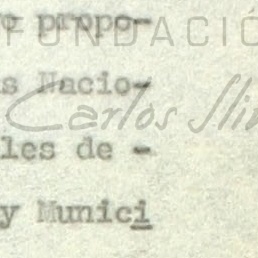 o propo-
FUNDACIÓ
s Nacio-
Carlos Sli
les de -
y Munici